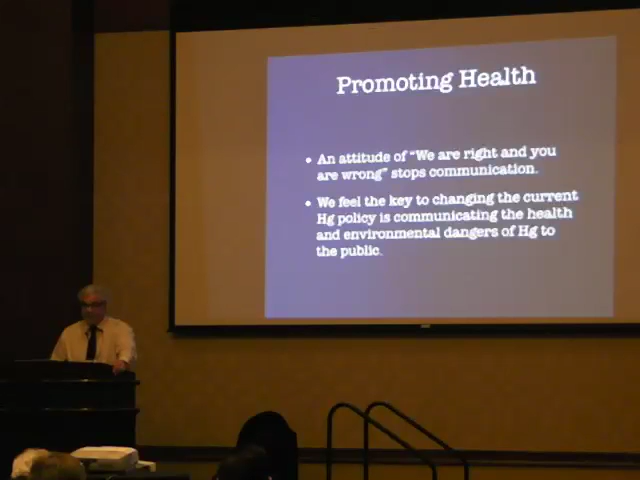 Promoting Health
• An attitude of "We are right and you
are wrong" stops communication.
• We feel the key to changing the current
Hg policy is communicating the health
and environmental dangers of Hg to
the public.